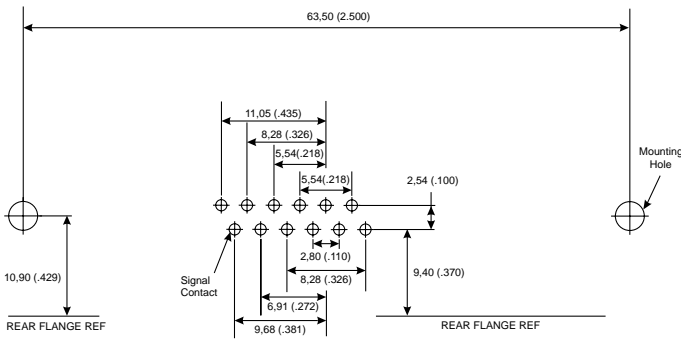 63,50 (2.500)
11,05 (.435)
8,28 (.326)
5,54(.218)
5,54(.218)
2,54 (.100)
Mounting
Hole
Signal
Contact
2,80 (.110)
8,28 (.326)
10,90 (.429)
9,40 (.370)
6,91 (.272)
REAR FLANGE REF
REAR FLANGE REF
9,68 (.381)